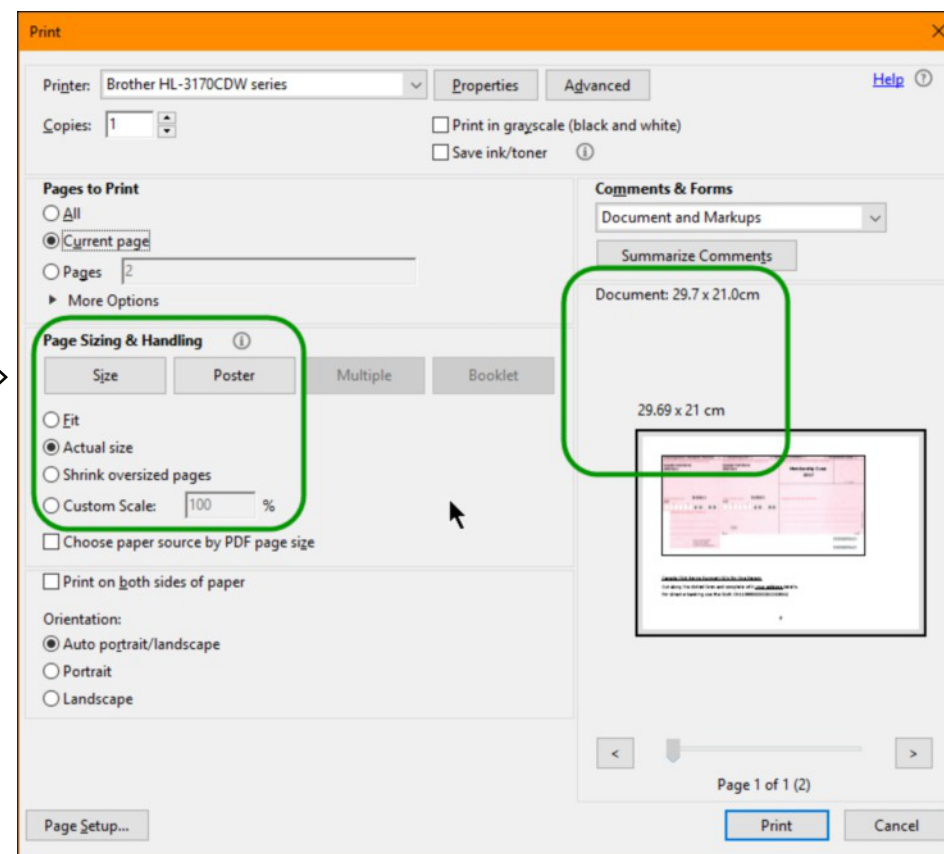 Print
Printer: Brother HL-3170CDW series Properties Advanced Help
Copies: 1 Print in grayscale (black and white)
Save ink/toner
Pages to Print
All
Current page
Pages 2
More Options
Comments & Forms
Document and Markups
Summarize Comments
Page Sizing & Handling
Size Poster Multiple Booklet
Fit
Actual size
Shrink oversized pages
Custom Scale: 100 %
Choose paper source by PDF page size
Print on both sides of paper
Orientation:
Auto portrait/landscape
Portrait
Landscape
Document: 29.7 x 21.0cm
29.69 x 21 cm
< >
Page 1 of 1 (2)
Page Setup... Print Cancel